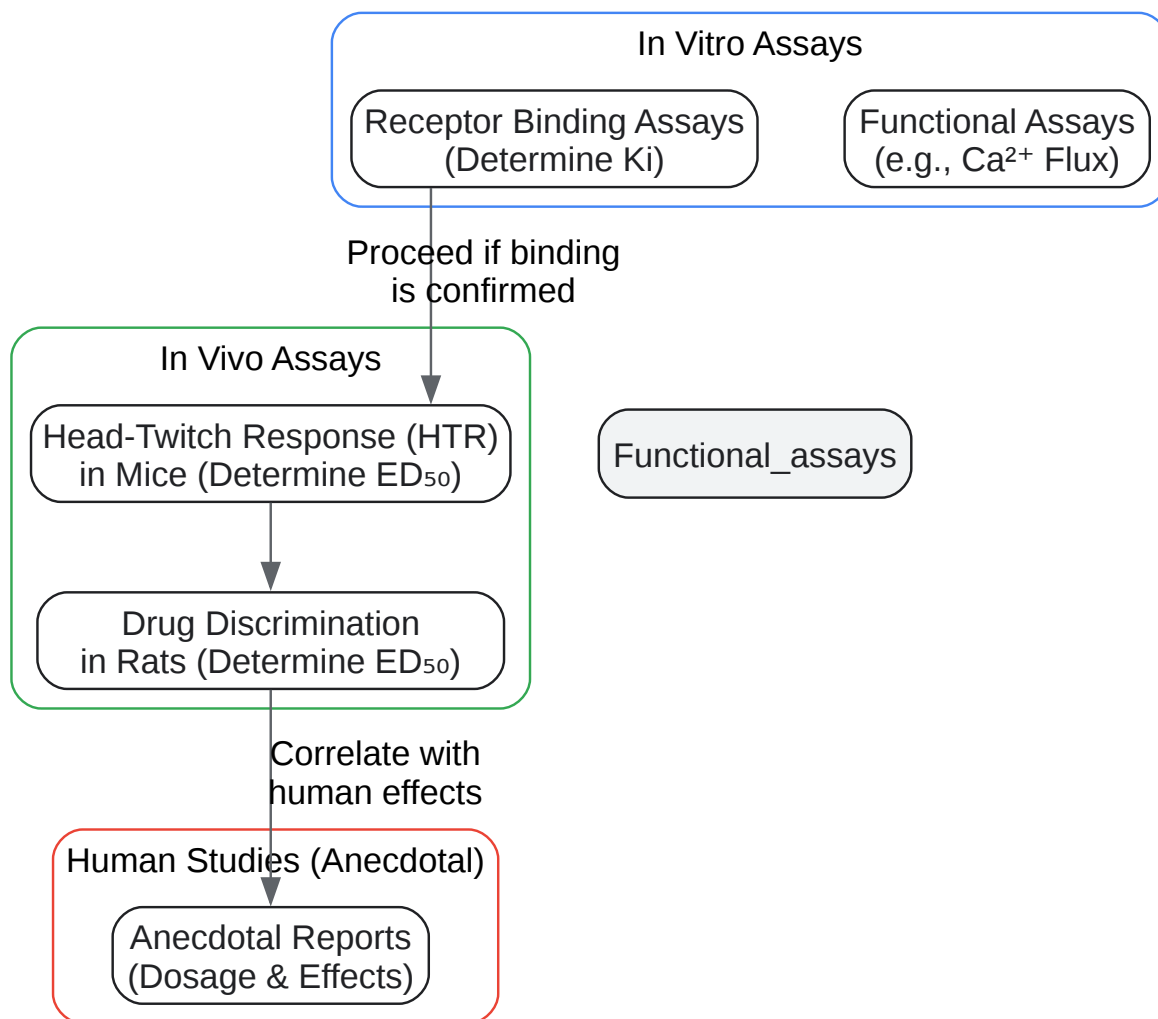 In Vitro Assays
Receptor Binding Assays
(Determine Ki)
Functional Assays
(e.g., Ca²⁺ Flux)
Proceed if binding
is confirmed
In Vivo Assays
Head-Twitch Response (HTR)
in Mice (Determine ED₅₀)
Functional_assays
Drug Discrimination
in Rats (Determine ED₅₀)
Correlate with
human effects
Human Studies (Anecdotal)
Anecdotal Reports
(Dosage & Effects)